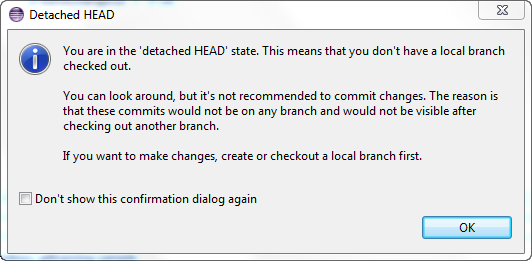 Detached HEAD
You are in the 'detached HEAD' state. This means that you don't have a local branch
checked out.
You can look around, but it's not recommended to commit changes. The reason is
that these commits would not be on any branch and would not be visible after
checking out another branch.
If you want to make changes, create or checkout a local branch first.
Don't show this confirmation dialog again
OK